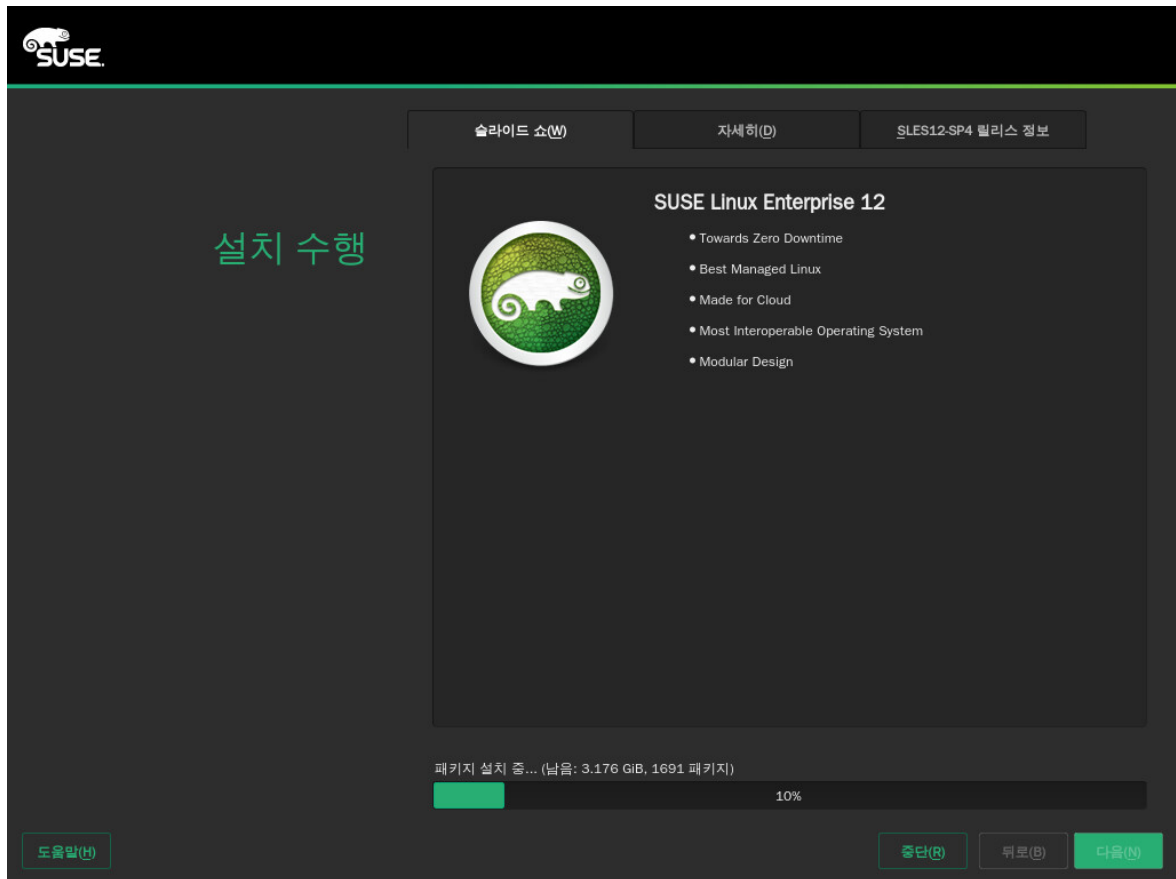 SUSE.
슬라이드 쇼(W)
자세히(D)
SLES12-SP4 릴리스 정보
설치 수행
SUSE Linux Enterprise 12
• Towards Zero Downtime
• Best Managed Linux
• Made for Cloud
• Most Interoperable Operating System
• Modular Design
패키지 설치 중... (남음: 3.176 GiB, 1691 패키지)
10%
도움말(H)
중단(R)
뒤로(B)
다음(N)